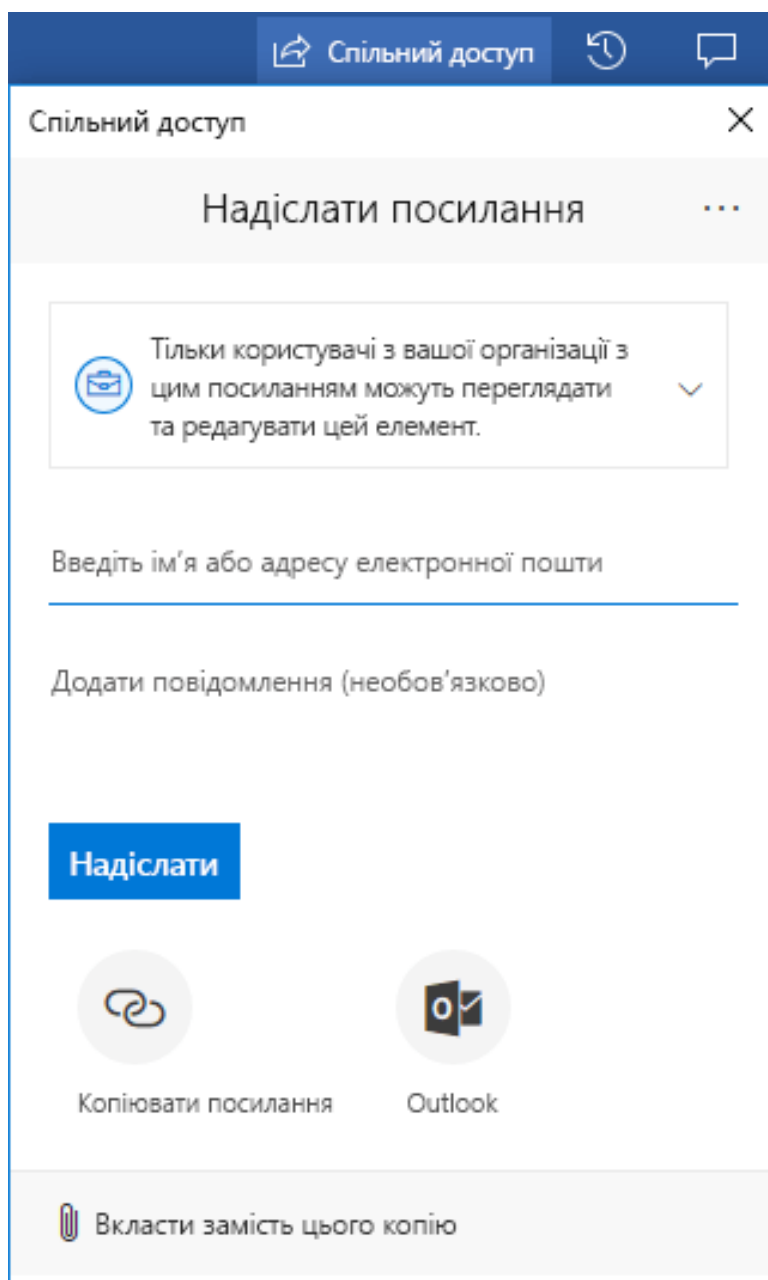 Спільний доступ
Спільний доступ
Надіслати посилання
Тільки користувачі з вашої організації з
цим посиланням можуть переглядати
та редагувати цей елемент.
Введіть ім’я або адресу електронної пошти
Додати повідомлення (необов’язково)
Надіслати
Копіювати посилання
Outlook
Вкласти замість цього копію